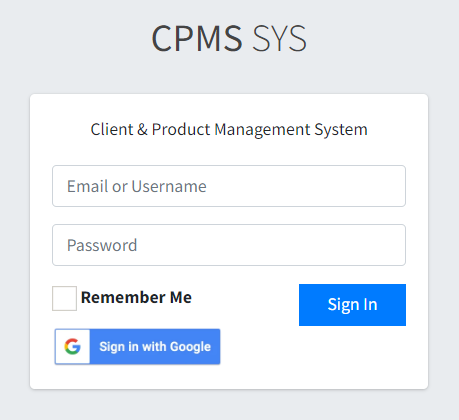 CPMS SYS
Client & Product Management System
Email or Username
Password
Remember Me
Sign In
Sign in with Google